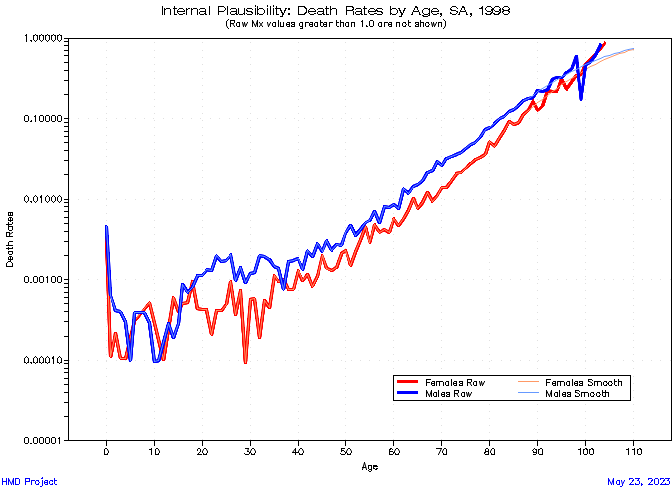 Internal Plausibility: Death Rates by Age, SA, 1998
(Raw Mx values greater than 1.0 are not shown)
1.00000
0.10000
0.01000
0.00100
0.00010
0.00001
Death Rates
0 10 20 30 40 50 60 70 80 90 100 110
Age
Females Raw Females Smooth
Males Raw Males Smooth
HMD Project May 23, 2023